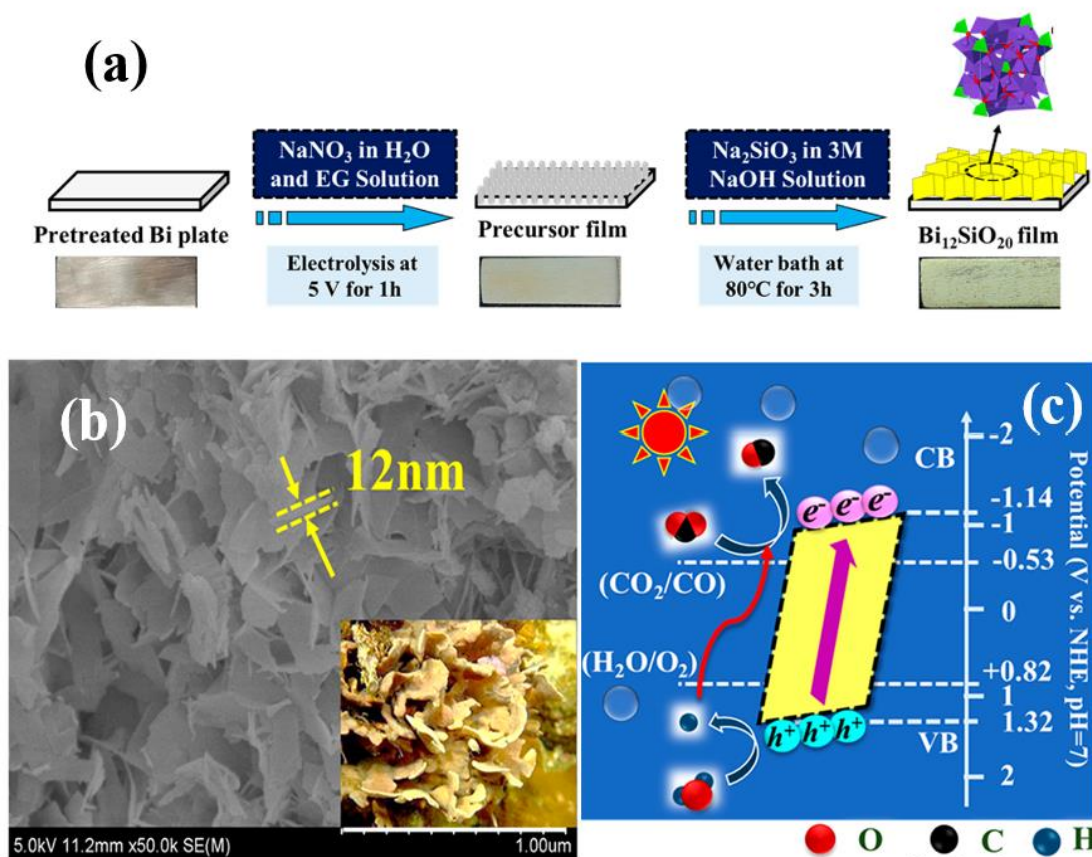 (a)
NaNO₃ in H₂O
and EG Solution
Na₂SiO₃ in 3M
NaOH Solution
Pretreated Bi plate
Precursor film
Bi₁₂SiO₂₀ film
Electrolysis at
5 V for 1h
Water bath at
80°C for 3h
(b)
12nm
5.0kV 11.2mm x50.0k SE(M)
1.00um
(c)
CB
-2
-1.14
-1
-0.53
0
+0.82
1
1.32
2
VB
Potential (V vs. NHE, pH=7)
e⁻ e⁻ e⁻
(CO₂/CO)
(H₂O/O₂)
h⁺ h⁺ h⁺
O C H